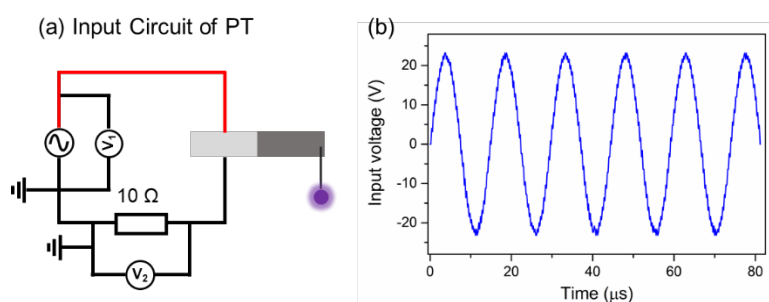 (a) Input Circuit of PT
V₁
10 Ω
V₂
(b)
Input voltage (V)
20
10
0
-10
-20
0 20 40 60 80
Time (μs)